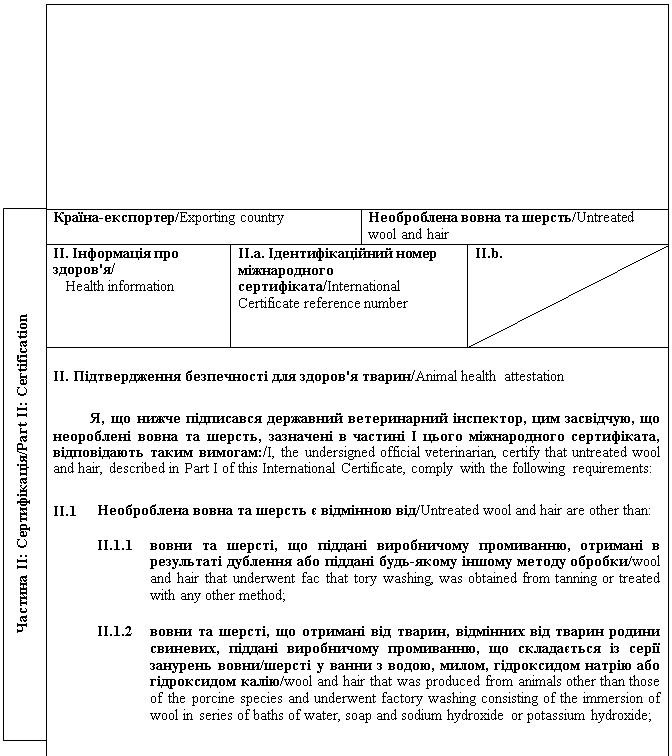 Частина II: Сертифікація/Part II: Certification
Країна-експортер/Exporting country
Необроблена вовна та шерсть/Untreated
wool and hair
II. Інформація про
здоров'я/
Health information
II.a. Ідентифікаційний номер
міжнародного
сертифіката/International
Certificate reference number
II.b.
II. Підтвердження безпечності для здоров'я тварин/Animal health attestation
Я, що нижче підписався державний ветеринарний інспектор, цим засвідчую, що
неороблені вовна та шерсть, зазначені в частині I цього міжнародного сертифіката,
відповідають таким вимогам:/I, the undersigned official veterinarian, certify that untreated wool
and hair, described in Part I of this International Certificate, comply with the following requirements:
II.1 Необроблена вовна та шерсть є відмінною від/Untreated wool and hair are other than:
II.1.1 вовни та шерсті, що піддані виробничому промиванню, отримані в
результаті дублення або піддані будь-якому іншому методу обробки/wool
and hair that underwent fac that tory washing, was obtained from tanning or treated
with any other method;
II.1.2 вовни та шерсті, що отримані від тварин, відмінних від тварин родини
свиневих, піддані виробничому промиванню, що складається із серії
занурень вовни/шерсті у ванни з водою, милом, гідроксидом натрію або
гідроксидом калію/wool and hair that was produced from animals other than those
of the porcine species and underwent factory washing consisting of the immersion of
wool in series of baths of water, soap and sodium hydroxide or potassium hydroxide;